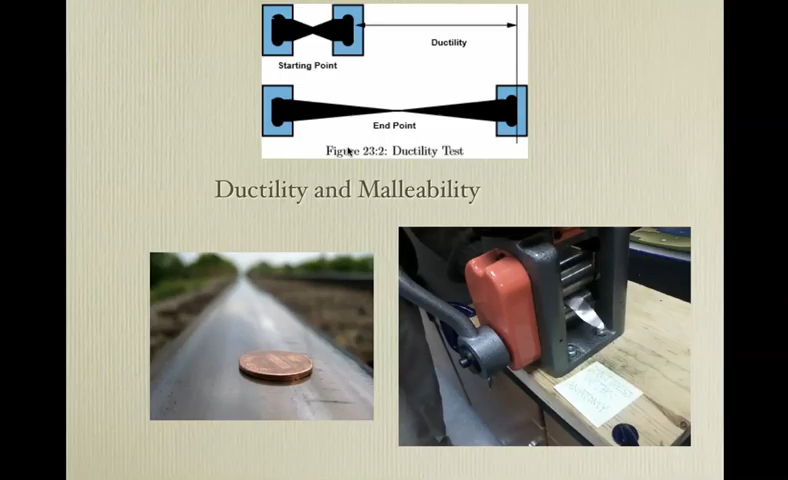 Ductility
Starting Point
End Point
Figure 23:2: Ductility Test
Ductility and Malleability